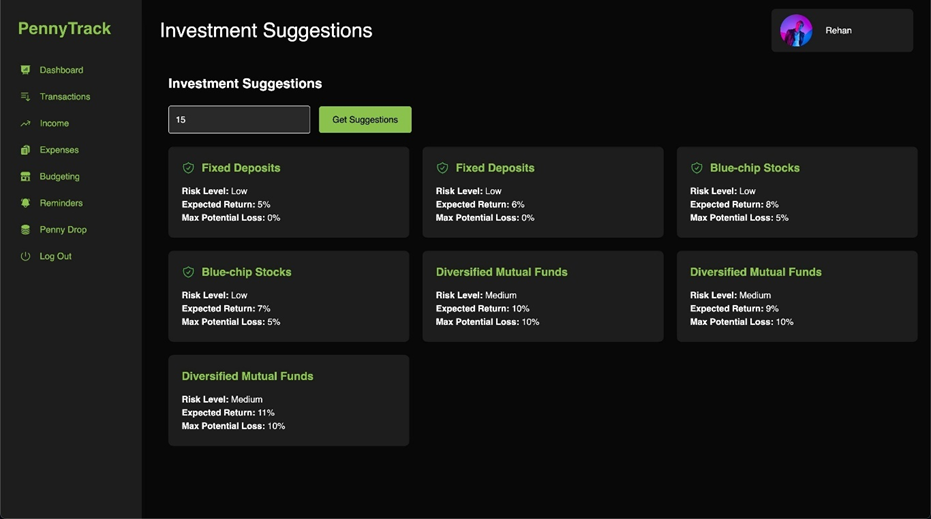 PennyTrack
Dashboard
Transactions
Income
Expenses
Budgeting
Reminders
Penny Drop
Log Out
Investment Suggestions
Rehan
Investment Suggestions
15
Get Suggestions
Fixed Deposits
Risk Level: Low
Expected Return: 5%
Max Potential Loss: 0%
Fixed Deposits
Risk Level: Low
Expected Return: 6%
Max Potential Loss: 0%
Blue-chip Stocks
Risk Level: Low
Expected Return: 8%
Max Potential Loss: 5%
Blue-chip Stocks
Risk Level: Low
Expected Return: 7%
Max Potential Loss: 5%
Diversified Mutual Funds
Risk Level: Medium
Expected Return: 10%
Max Potential Loss: 10%
Diversified Mutual Funds
Risk Level: Medium
Expected Return: 9%
Max Potential Loss: 10%
Diversified Mutual Funds
Risk Level: Medium
Expected Return: 11%
Max Potential Loss: 10%